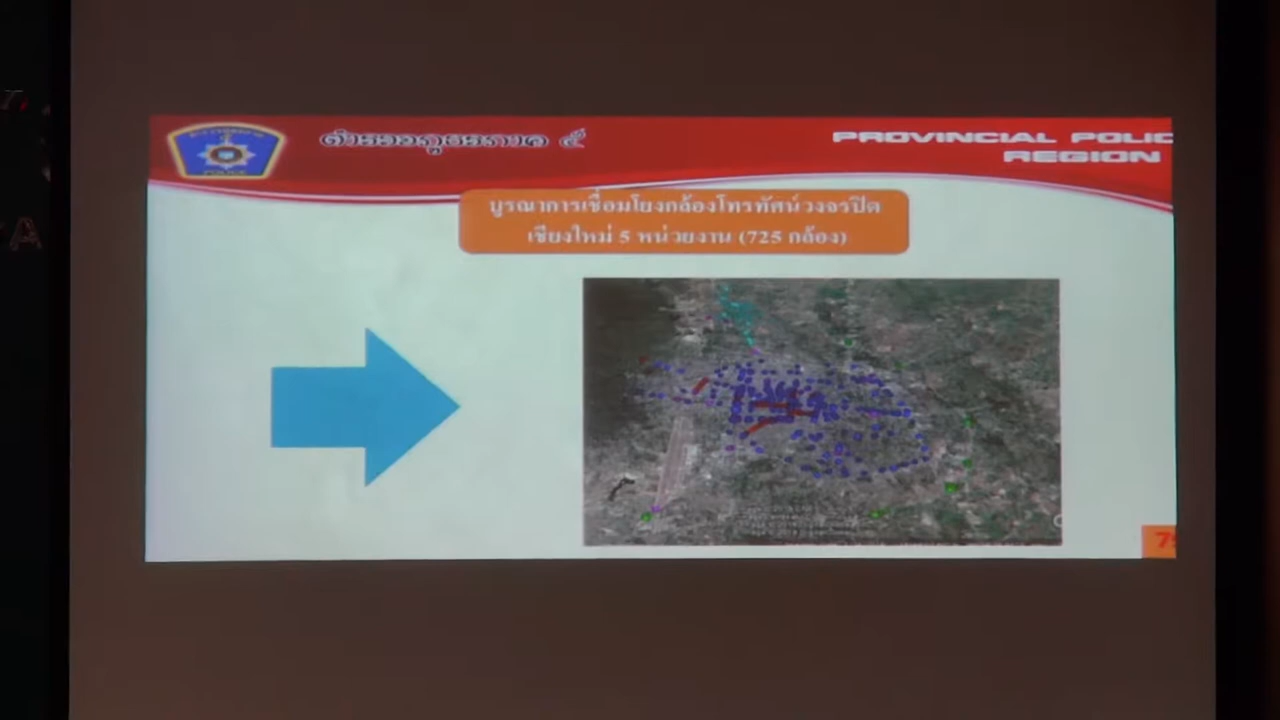 ตำรวจภูธรภาค ๕
PROVINCIAL POLIC
REGION
POLICE
บูรณาการเชื่อมโยงกล้องโทรทัศน์วงจรปิด
เชียงใหม่ 5 หน่วยงาน (725 กล้อง)